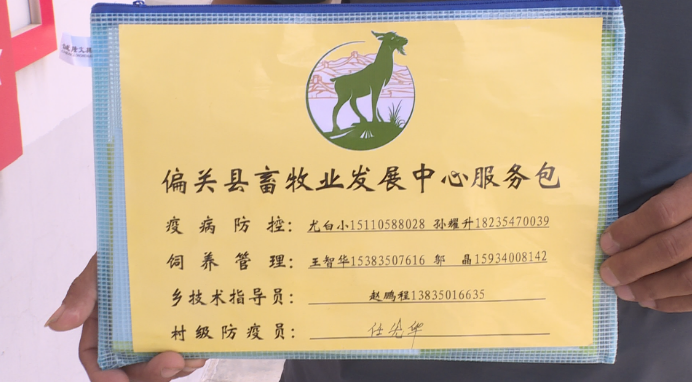 偏关县畜牧业发展中心服务包
疫病防控：尤白小15110588028 孙耀升18235470039
饲养管理：王智华15383507616 邬晶15934008142
乡技术指导员：赵鹏程13835016635
村级防疫员：任光华